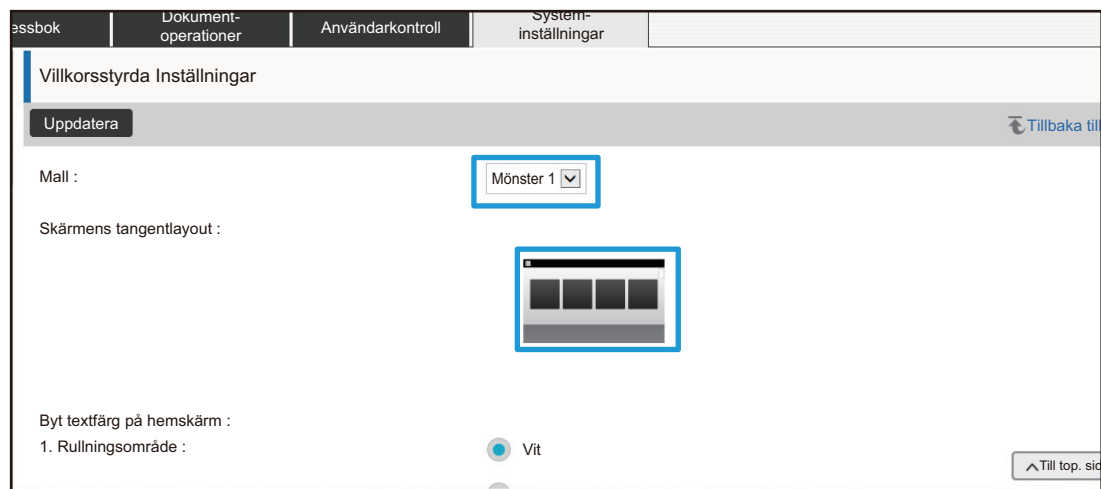 essbok
Dokument-
operationer
Användarkontroll
System-
inställningar
Villkorsstyrda Inställningar
Uppdatera
Tillbaka till
Mall :
Mönster 1
Skärmens tangentlayout :
Byt textfärg på hemskärm :
1. Rullningsområde :
Vit
Till top. sid